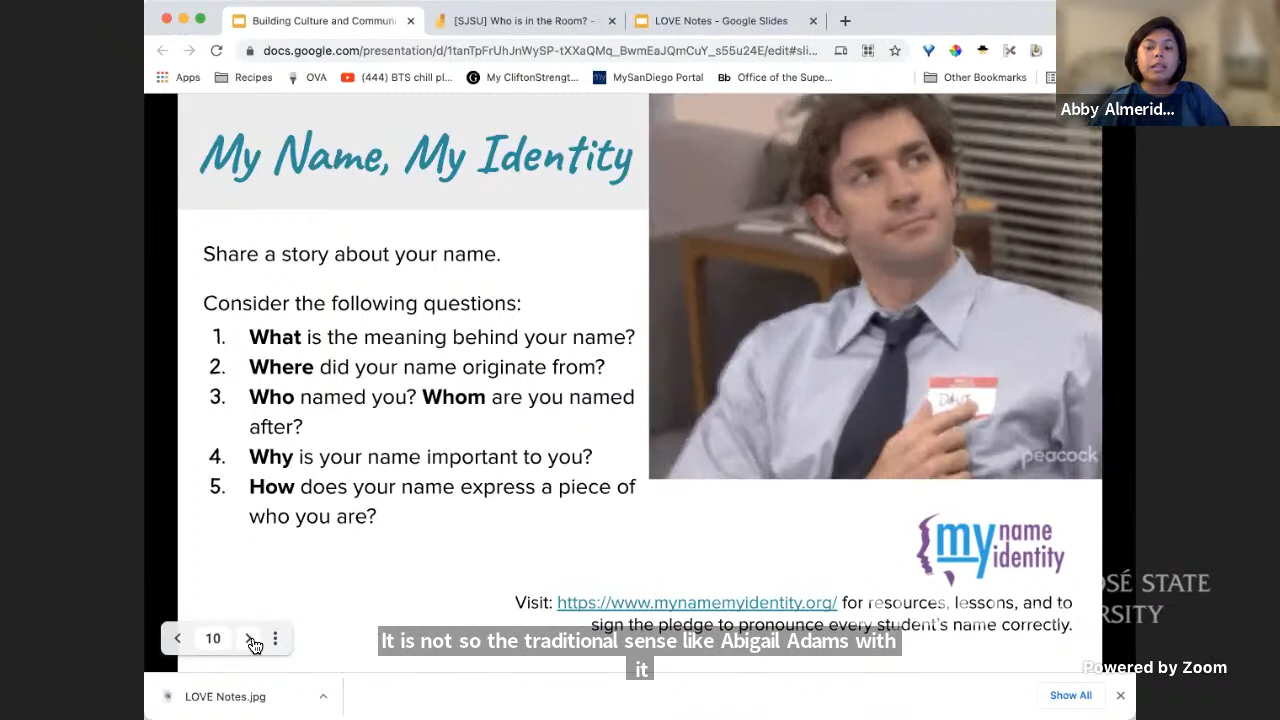 Building Culture and Communi
[SJSU] Who is in the Room? -
LOVE Notes - Google Slides
docs.google.com/presentation/d/1tanTpFrUhJnWySP-tXXaQMq_BwmEaJQmCuY_s55u24E/edit#sli...
Apps
Recipes
OVA
(444) BTS chill pl...
My CliftonStrengt...
MySanDiego Portal
Bb Office of the Supe...
Other Bookmarks
Abby Almerid...
My Name, My Identity
Share a story about your name.
Consider the following questions:
1. What is the meaning behind your name?
2. Where did your name originate from?
3. Who named you? Whom are you named
after?
4. Why is your name important to you?
5. How does your name express a piece of
who you are?
peacock
my name
identity
Visit: https://www.mynamemyidentity.org/ for resources, lessons, and to
sign the pledge to pronounce every student's name correctly.
OSÉ STATE
ERSITY
10
It is not so the traditional sense like Abigail Adams with
it
Powered by Zoom
LOVE Notes.jpg
Show All